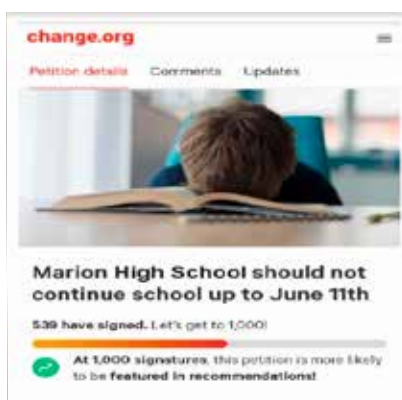 change.org
Petition details Comments Updates
Marion High School should not
continue school up to June 11th
539 have signed. Let's get to 1,000!
At 1,000 signatures, this petition is more likely
to be featured in recommendations!